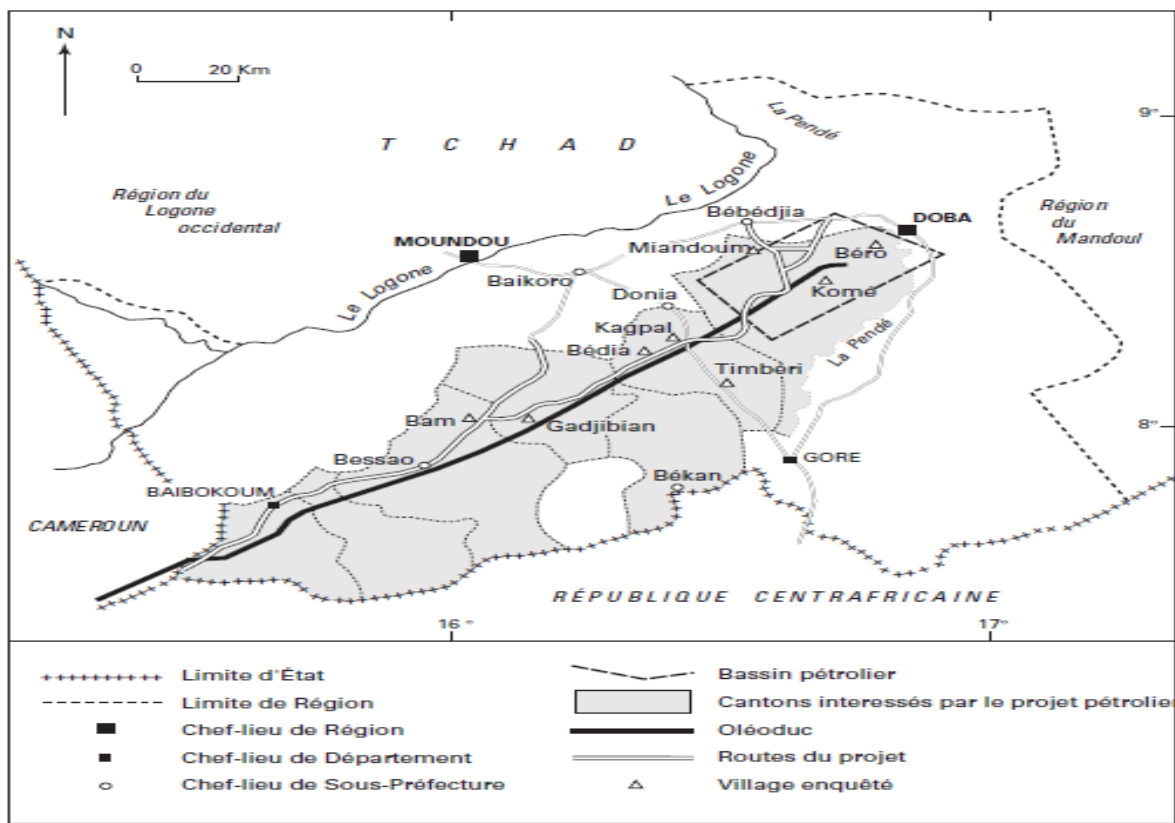 N
0 20 Km
9°
La Pendé
T C H A D
Le Logone
Région du
Logone
occidental
Bébédjia
DOBA
Région
du
Mandoul
MOUNDOU
Miandoum
Béro
Baikoro
Komé
Le Logone
Donia
Kagpal
La Pendé
Bédia
Timbéri
Bam
Gadjibian
8°
Bessao
GORE
Békan
BAIBOKOUM
CAMEROUN
RÉPUBLIQUE CENTRAFRICAINE
16° 17°
Limite d'État
Limite de Région
Chef-lieu de Région
Chef-lieu de Département
Chef-lieu de Sous-Préfecture
Bassin pétrolier
Cantons interessés par le projet pétrolier
Oléoduc
Routes du projet
Village enquêté